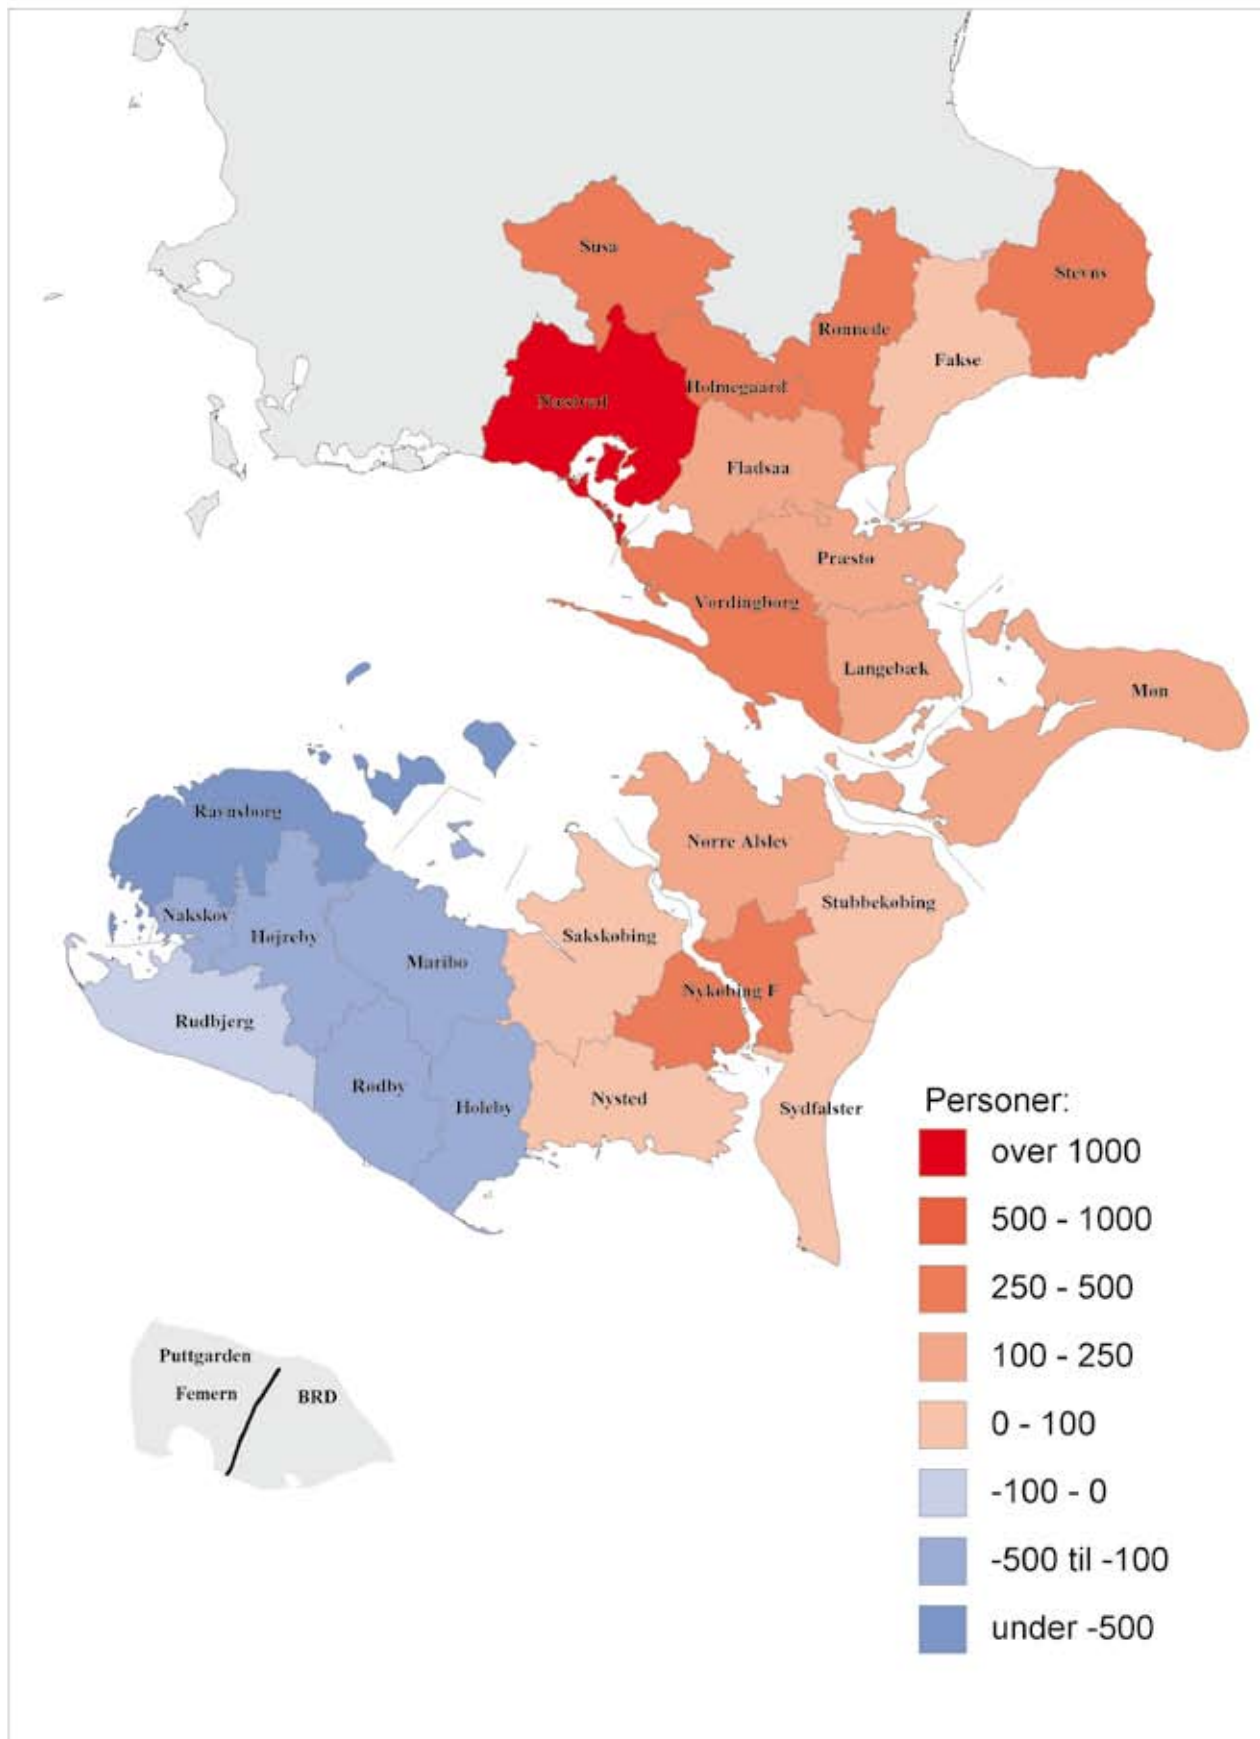 Susa
Stevns
Ronnede
Fakse
Holmegaard
Næstved
Fladsaa
Præsto
Vordingborg
Langebæk
Mon
Ravnsborg
Norre Alslev
Stubbekobing
Nakskov
Hojreby
Sakskobing
Maribo
Nykobing F
Rudbjerg
Rodby
Holeby
Nysted
Sydfalster
Personer:
over 1000
500 - 1000
250 - 500
100 - 250
0 - 100
-100 - 0
-500 til -100
under -500
Puttgarden
Femern
BRD